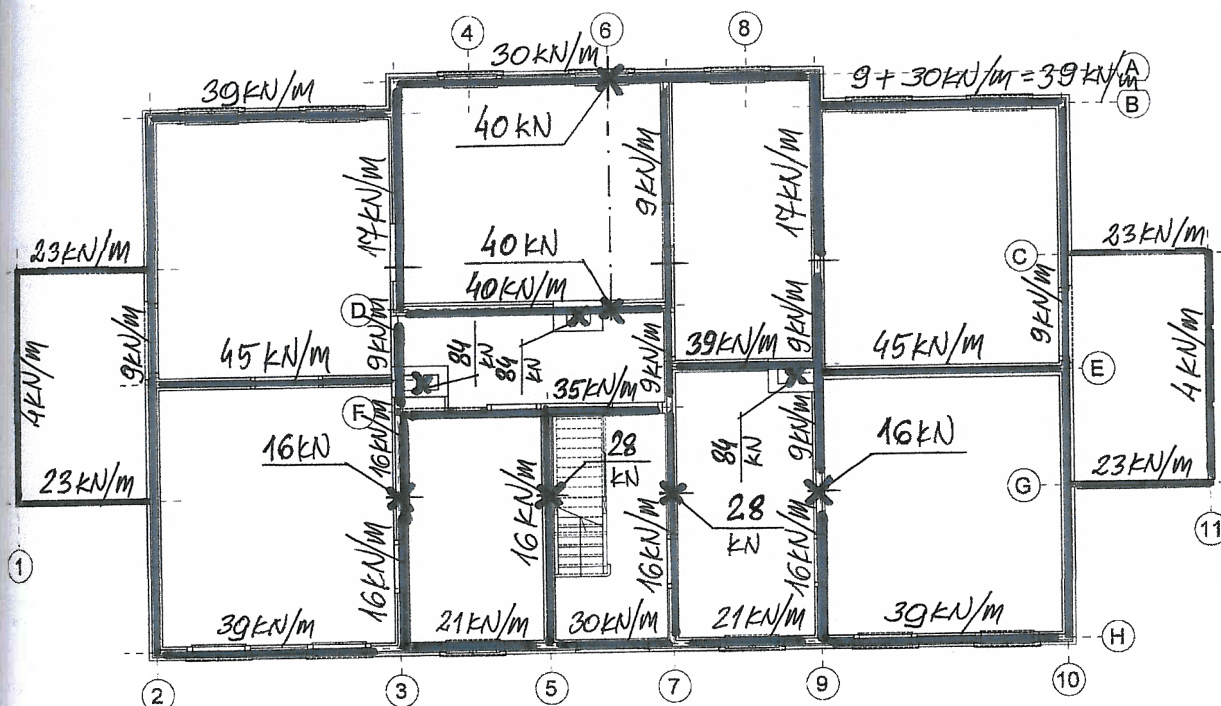 4
6
8
30KN/m
39KN/m
9 + 30KN/m = 39KN/m
A
B
40KN
17KN/m
9KN/m
17KN/m
23KN/m
40KN
23KN/m
C
40KN/m
D
9KN/m
9KN/m
9KN/m
9KN/m
9KN/m
45KN/m
84 KN
84 KN
39KN/m
45KN/m
E
4KN/m
4KN/m
35KN/m
F
16KN/m
16KN
28 KN
84 KN
9KN/m
16KN
23KN/m
16KN/m
28 KN
23KN/m
G
1
11
16KN/m
16KN/m
16KN/m
39KN/m
21KN/m
30KN/m
21KN/m
39KN/m
H
2
3
5
7
9
10